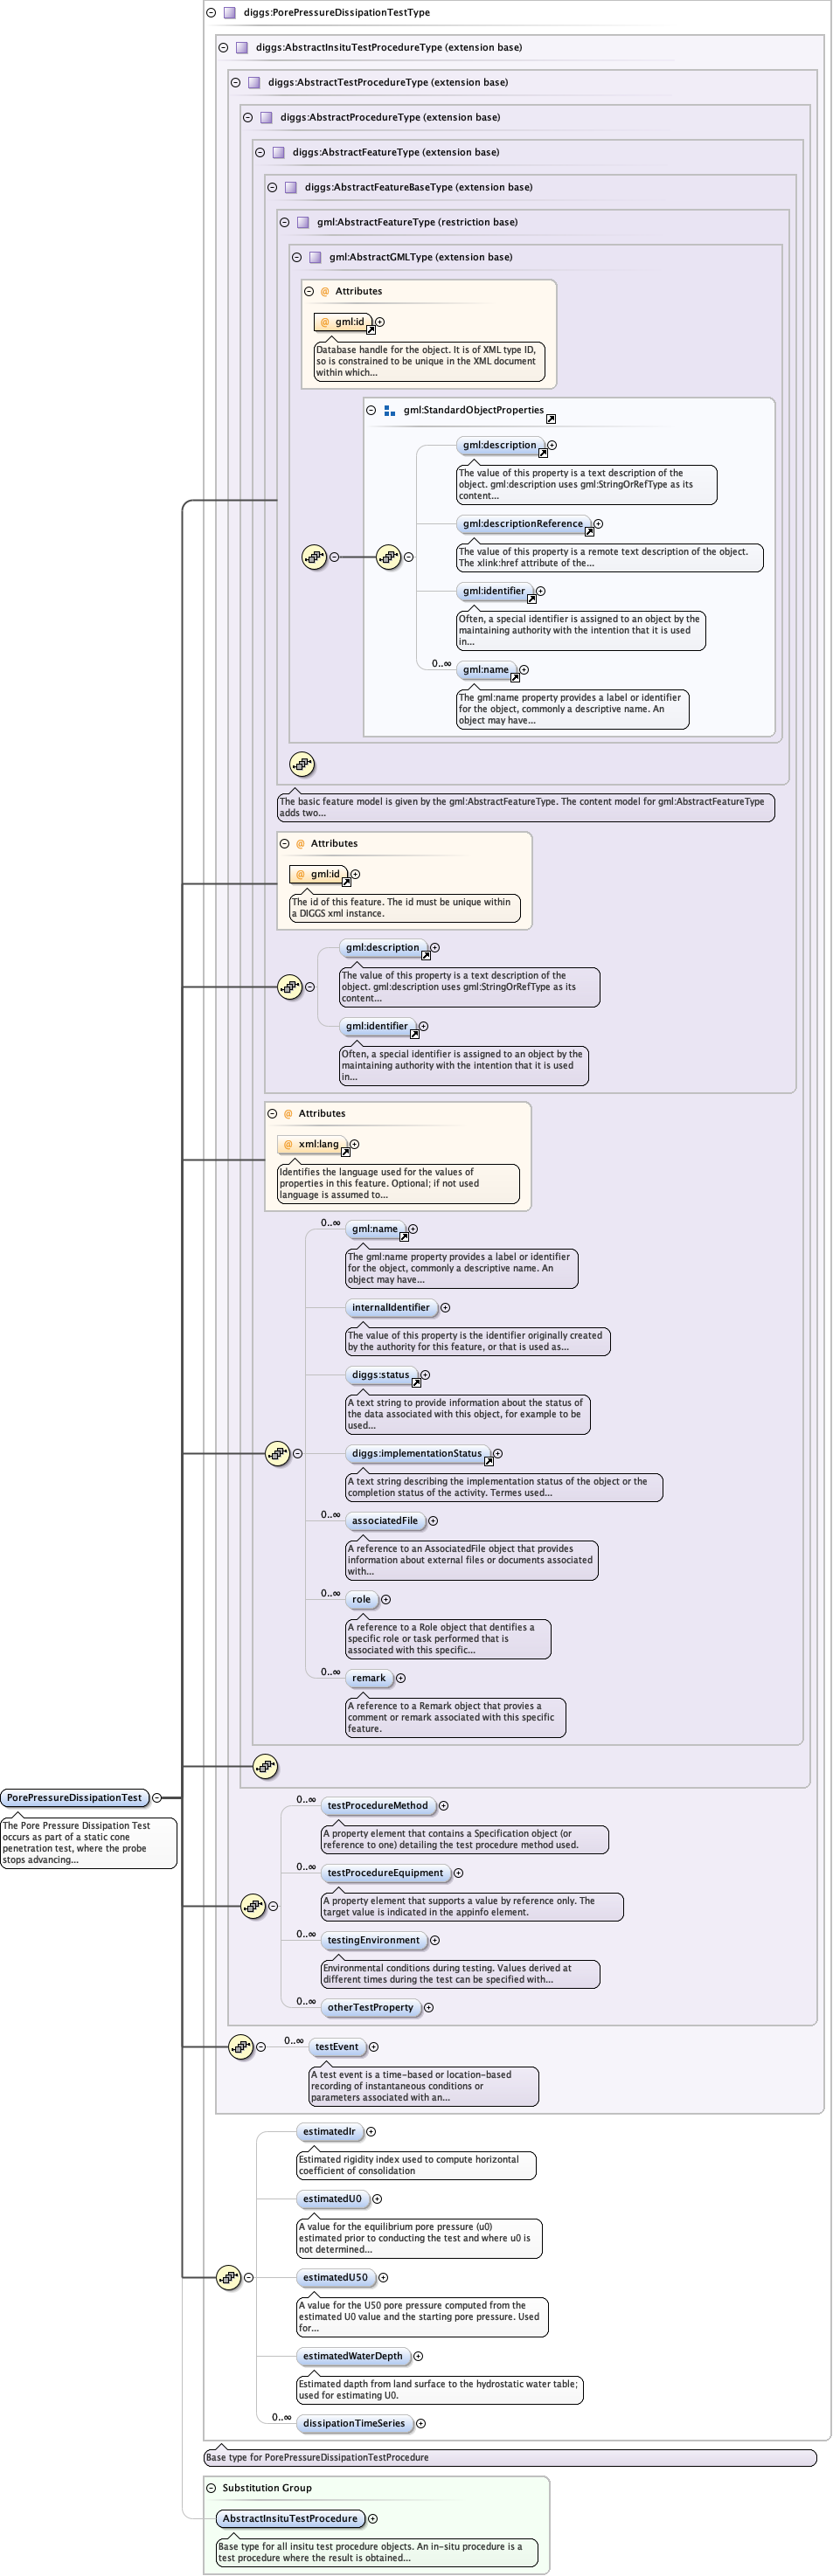 diggs:PorePressureDissipationTestType
diggs:AbstractInsituTestProcedureType (extension base)
diggs:AbstractTestProcedureType (extension base)
diggs:AbstractProcedureType (extension base)
diggs:AbstractFeatureType (extension base)
diggs:AbstractFeatureBaseType (extension base)
gml:AbstractFeatureType (restriction base)
gml:AbstractGMLType (extension base)
@ Attributes
@ gml:id
Database handle for the object. It is of XML type ID,
so is constrained to be unique in the XML document
within which...
gml:StandardObjectProperties
gml:description
The value of this property is a text description of the
object. gml:description uses gml:StringOrRefType as its
content...
gml:descriptionReference
The value of this property is a remote text description of the object.
The xlink:href attribute of the...
gml:identifier
Often, a special identifier is assigned to an object by the
maintaining authority with the intention that it is used
in...
0..∞
gml:name
The gml:name property provides a label or identifier
for the object, commonly a descriptive name. An
object may have...
The basic feature model is given by the gml:AbstractFeatureType. The content model for gml:AbstractFeatureType
adds two...
@ Attributes
@ gml:id
The id of this feature. The id must be unique within
a DIGGS xml instance.
gml:description
The value of this property is a text description of the
object. gml:description uses gml:StringOrRefType as its
content...
gml:identifier
Often, a special identifier is assigned to an object by the
maintaining authority with the intention that it is used
in...
@ Attributes
@ xml:lang
Identifies the language used for the values of
properties in this feature. Optional; if not used
language is assumed to...
0..∞
gml:name
The gml:name property provides a label or identifier
for the object, commonly a descriptive name. An
object may have...
internalIdentifier
The value of this property is the identifier originally created
by the authority for this feature, or that is used as...
diggs:status
A text string to provide information about the status of
the data associated with this object, for example to be
used...
diggs:implementationStatus
A text string describing the implementation status of the object or the
completion status of the activity. Termes used...
0..∞
associatedFile
A reference to an AssociatedFile object that provides
information about external files or documents associated
with...
0..∞
role
A reference to a Role object that dentifies a
specific role or task performed that is
associated with this specific...
0..∞
remark
A reference to a Remark object that provies a
comment or remark associated with this specific
feature.
PorePressureDissipationTest
The Pore Pressure Dissipation Test
occurs as part of a static cone
penetration test, where the probe
stops advancing...
0..∞
testProcedureMethod
A property element that contains a Specification object (or
reference to one) detailing the test procedure method used.
0..∞
testProcedureEquipment
A property element that supports a value by reference only. The
target value is indicated in the appinfo element.
0..∞
testingEnvironment
Environmental conditions during testing. Values derived at
different times during the test can be specified with...
0..∞
otherTestProperty
0..∞
testEvent
A test event is a time-based or location-based
recording of instantaneous conditions or
parameters associated with an...
estimatedIr
Estimated rigidity index used to compute horizontal
coefficient of consolidation
estimatedU0
A value for the equilibrium pore pressure (u0)
estimated prior to conducting the test and where u0 is
not determined...
estimatedU50
A value for the U50 pore pressure computed from the
estimated U0 value and the starting pore pressure. Used
for...
estimatedWaterDepth
Estimated dapth from land surface to the hydrostatic water table;
used for estimating U0.
0..∞
dissipationTimeSeries
Base type for PorePressureDissipationTestProcedure
Substitution Group
AbstractInsituTestProcedure
Base type for all insitu test procedure objects. An in-situ procedure is a
test procedure where the result is obtained...